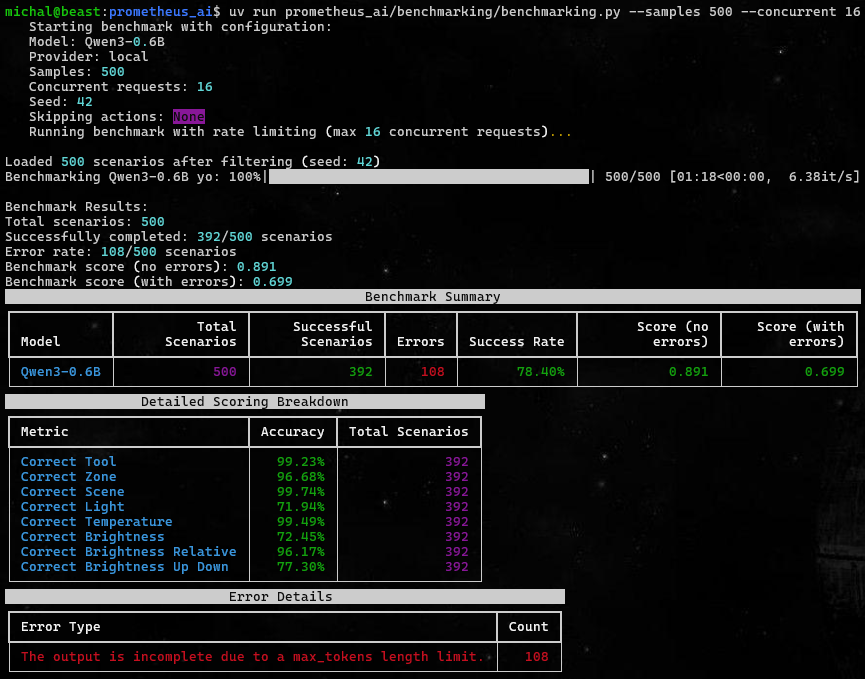 michal@beast:prometheus_ai$ uv run prometheus_ai/benchmarking/benchmarking.py --samples 500 --concurrent 16
Starting benchmark with configuration:
Model: Qwen3-0.6B
Provider: local
Samples: 500
Concurrent requests: 16
Seed: 42
Skipping actions: None
Running benchmark with rate limiting (max 16 concurrent requests)...
Loaded 500 scenarios after filtering (seed: 42)
Benchmarking Qwen3-0.6B yo: 100%| | 500/500 [01:18<00:00, 6.38it/s]
Benchmark Results:
Total scenarios: 500
Successfully completed: 392/500 scenarios
Error rate: 108/500 scenarios
Benchmark score (no errors): 0.891
Benchmark score (with errors): 0.699
Benchmark Summary
Total Successful Score (no Score (with
Model Scenarios Scenarios Errors Success Rate errors) errors)
Qwen3-0.6B 500 392 108 78.40% 0.891 0.699
Detailed Scoring Breakdown
Metric Accuracy Total Scenarios
Correct Tool 99.23% 392
Correct Zone 96.68% 392
Correct Scene 99.74% 392
Correct Light 71.94% 392
Correct Temperature 99.49% 392
Correct Brightness 72.45% 392
Correct Brightness Relative 96.17% 392
Correct Brightness Up Down 77.30% 392
Error Details
Error Type Count
The output is incomplete due to a max_tokens length limit. 108